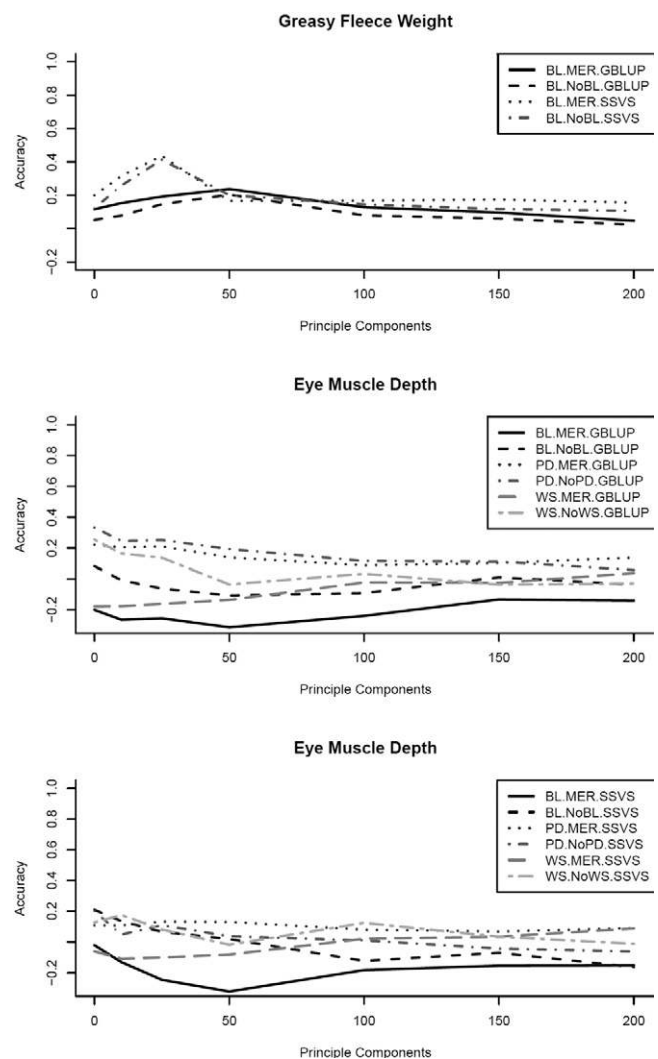 Greasy Fleece Weight
Accuracy
1.0
0.8
0.6
0.4
0.2
−0.2
BL.MER.GBLUP
BL.NoBL.GBLUP
BL.MER.SSVS
BL.NoBL.SSVS
0 50 100 150 200
Principle Components
Eye Muscle Depth
Accuracy
1.0
0.8
0.6
0.4
0.2
−0.2
BL.MER.GBLUP
BL.NoBL.GBLUP
PD.MER.GBLUP
PD.NoPD.GBLUP
WS.MER.GBLUP
WS.NoWS.GBLUP
0 50 100 150 200
Principle Components
Eye Muscle Depth
Accuracy
1.0
0.8
0.6
0.4
0.2
−0.2
BL.MER.SSVS
BL.NoBL.SSVS
PD.MER.SSVS
PD.NoPD.SSVS
WS.MER.SSVS
WS.NoWS.SSVS
0 50 100 150 200
Principle Components